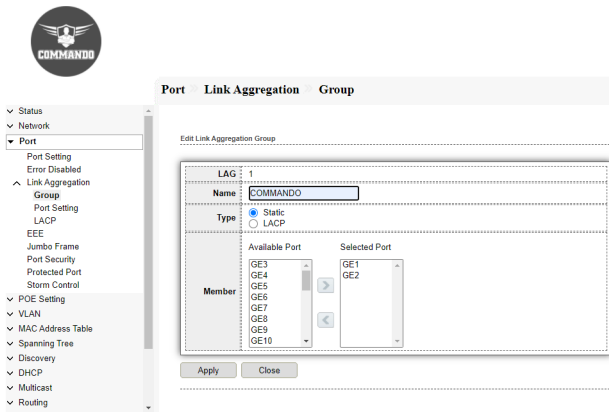 COMMANDO
Port Link Aggregation Group
Status
Network
Port
Port Setting
Error Disabled
Link Aggregation
Group
Port Setting
LACP
EEE
Jumbo Frame
Port Security
Protected Port
Storm Control
POE Setting
VLAN
MAC Address Table
Spanning Tree
Discovery
DHCP
Multicast
Routing
Edit Link Aggregation Group
LAG 1
Name COMMANDO
Type Static
LACP
Member
Available Port Selected Port
GE3 GE1
GE4 GE2
GE5
GE6
GE7
GE8
GE9
GE10
Apply Close